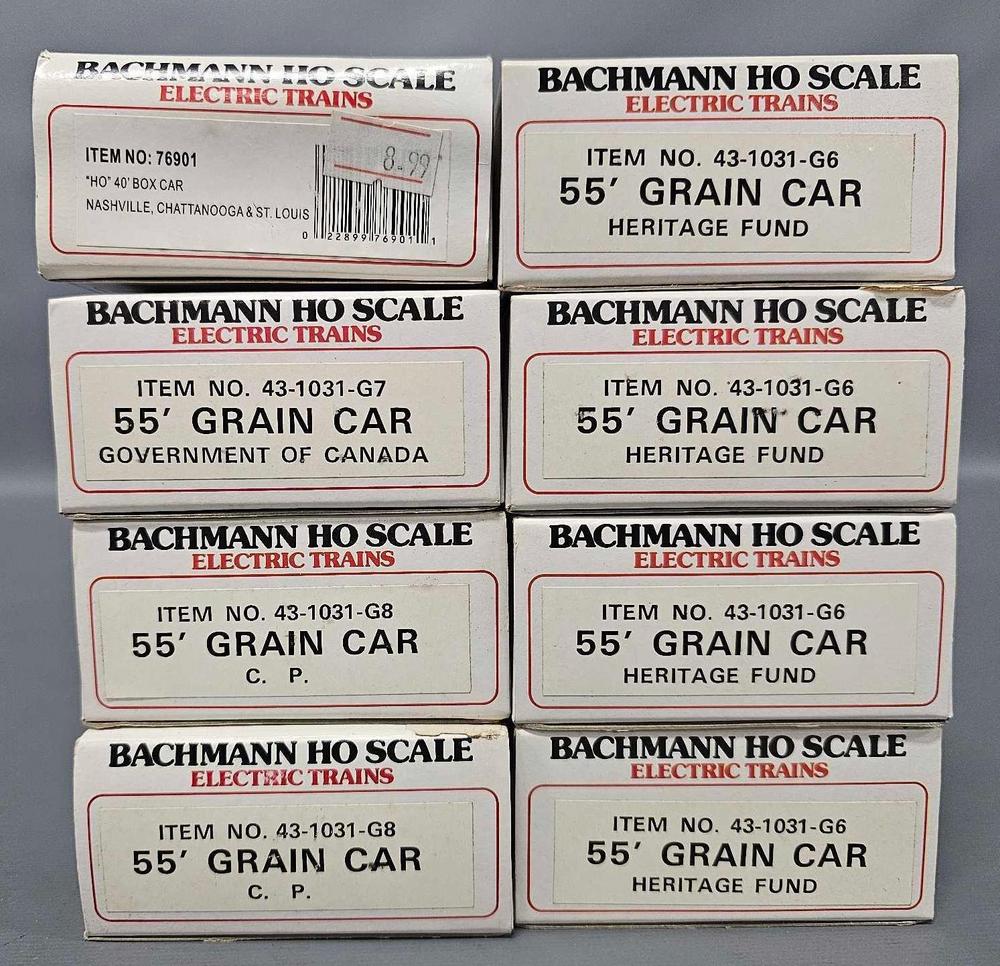 BACHMANN HO SCALE
ELECTRIC TRAINS
ITEM NO: 76901
"HO" 40' BOX CAR
NASHVILLE, CHATTANOOGA & ST. LOUIS
8.99
0 22899 76901 1
BACHMANN HO SCALE
ELECTRIC TRAINS
ITEM NO. 43-1031-G6
55' GRAIN CAR
HERITAGE FUND
BACHMANN HO SCALE
ELECTRIC TRAINS
ITEM NO. 43-1031-G7
55' GRAIN CAR
GOVERNMENT OF CANADA
BACHMANN HO SCALE
ELECTRIC TRAINS
ITEM NO. 43-1031-G6
55' GRAIN CAR
HERITAGE FUND
BACHMANN HO SCALE
ELECTRIC TRAINS
ITEM NO. 43-1031-G8
55' GRAIN CAR
C. P.
BACHMANN HO SCALE
ELECTRIC TRAINS
ITEM NO. 43-1031-G6
55' GRAIN CAR
HERITAGE FUND
BACHMANN HO SCALE
ELECTRIC TRAINS
ITEM NO. 43-1031-G8
55' GRAIN CAR
C. P.
BACHMANN HO SCALE
ELECTRIC TRAINS
ITEM NO. 43-1031-G6
55' GRAIN CAR
HERITAGE FUND